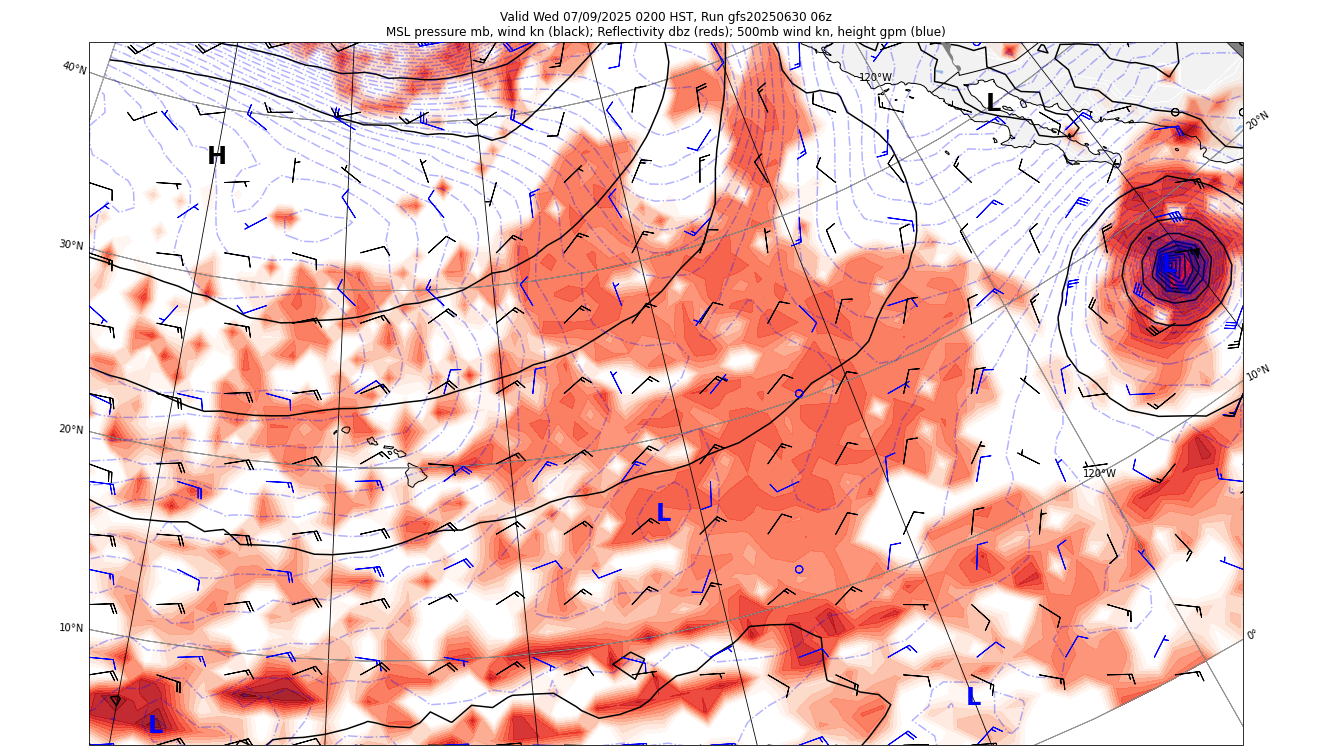 Valid Wed 07/09/2025 0200 HST, Run gfs20250630 06z
MSL pressure mb, wind kn (black); Reflectivity dbz (reds); 500mb wind kn, height gpm (blue)
40°N
120°W
L
20°N
H
30°N
L
10°N
20°N
120°W
L
10°N
0°
L
L